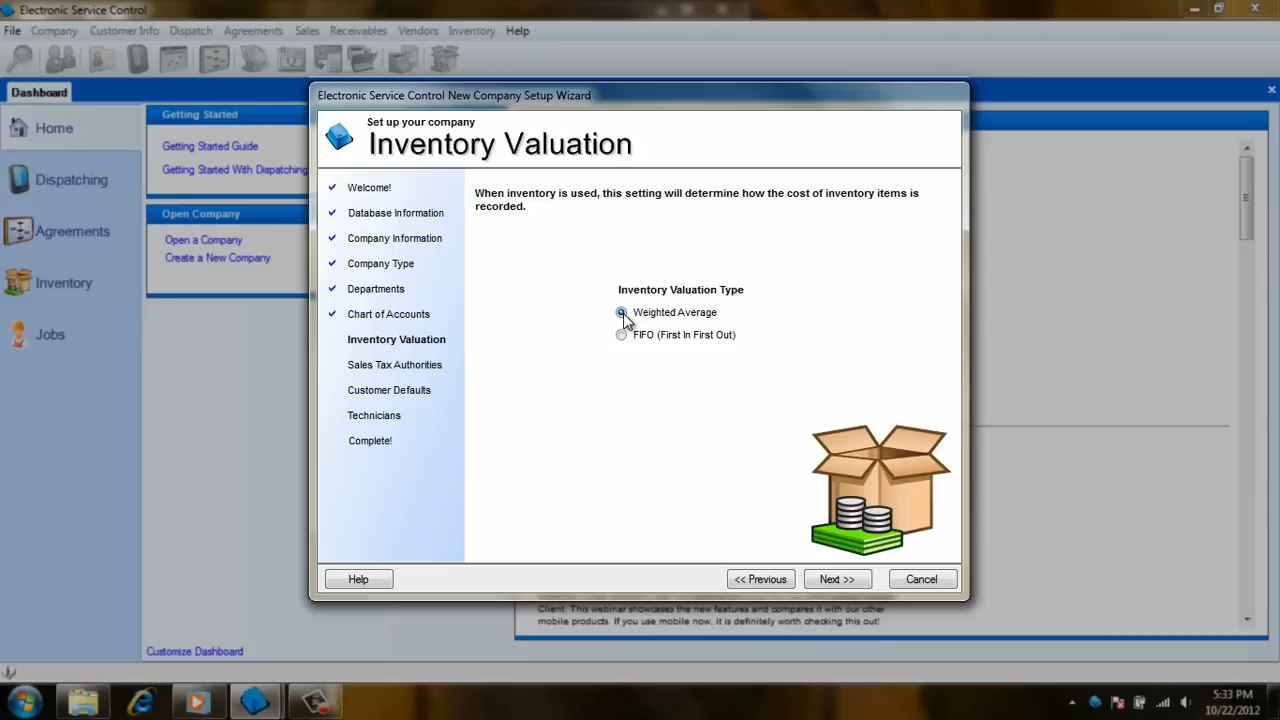 Electronic Service Control
File Company Customer Info Dispatch Agreements Sales Receivables Vendors Inventory Help
Dashboard
Home
Dispatching
Agreements
Inventory
Jobs
Getting Started
Getting Started Guide
Getting Started With Dispatching
Open Company
Open a Company
Create a New Company
Customize Dashboard
Electronic Service Control New Company Setup Wizard
Set up your company
Inventory Valuation
Welcome!
Database Information
Company Information
Company Type
Departments
Chart of Accounts
Inventory Valuation
Sales Tax Authorities
Customer Defaults
Technicians
Complete!
When inventory is used, this setting will determine how the cost of inventory items is
recorded.
Inventory Valuation Type
Weighted Average
FIFO (First In First Out)
Help
<< Previous
Next >>
Cancel
Client. This webinar showcases the new features and compares it with our other
mobile products. If you use mobile now, it is definitely worth checking this out!
5:33 PM
10/22/2012